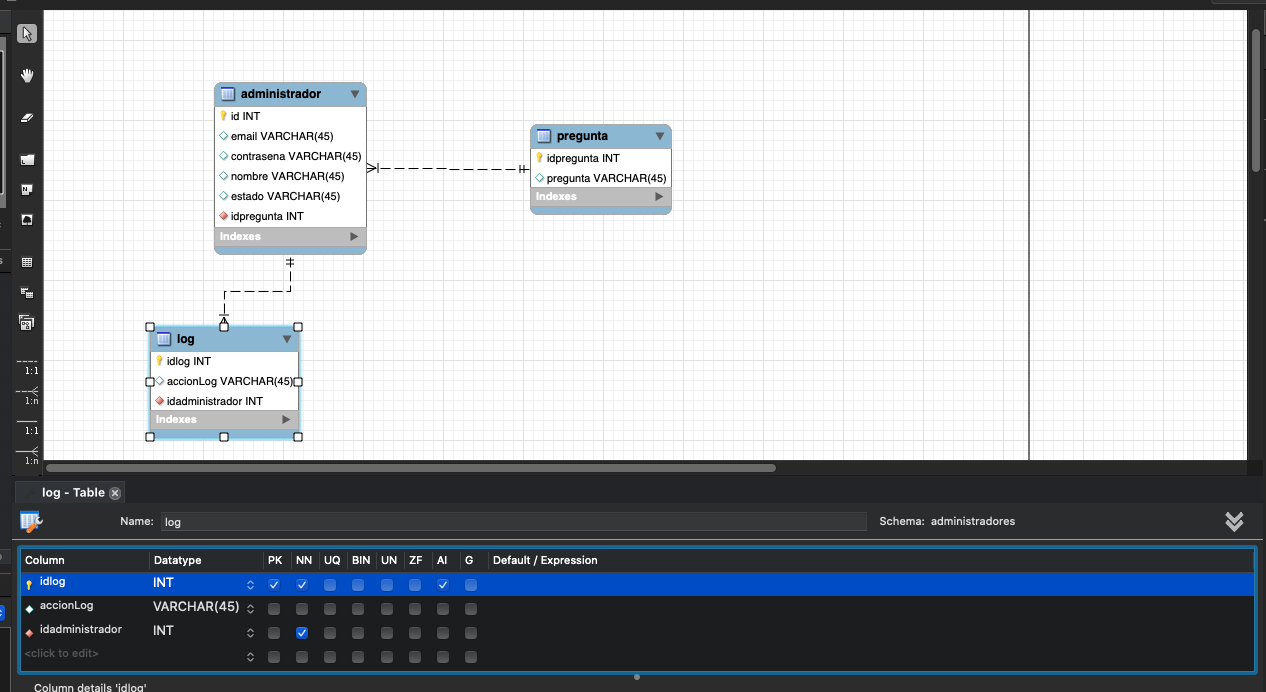 administrador
id INT
email VARCHAR(45)
contrasena VARCHAR(45)
nombre VARCHAR(45)
estado VARCHAR(45)
idpregunta INT
Indexes
pregunta
idpregunta INT
pregunta VARCHAR(45)
Indexes
log
idlog INT
accionLog VARCHAR(45)
idadministrador INT
Indexes
1:1
1:n
1:1
1:n
log - Table
Name: log Schema: administradores
Column Datatype PK NN UQ BIN UN ZF AI G Default / Expression
idlog INT
accionLog VARCHAR(45)
idadministrador INT
<click to edit>
Column details 'idlog'